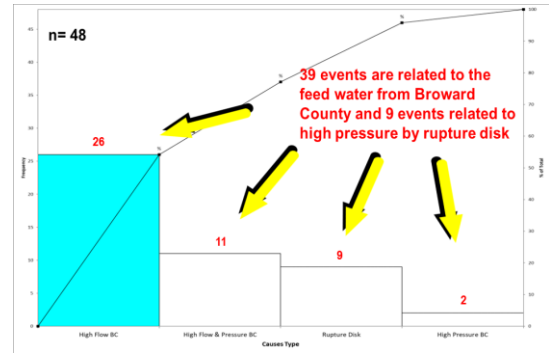 n= 48
39 events are related to the
feed water from Broward
County and 9 events related to
high pressure by rupture disk
Frequency
45
40
35
30
25
20
15
10
5
0
26
11
9
2
%
%
%
%
100
90
80
70
60
50
40
30
20
10
0
% of Total
High Flow BC
High Flow & Pressure BC
Rupture Disk
High Pressure BC
Causes Type